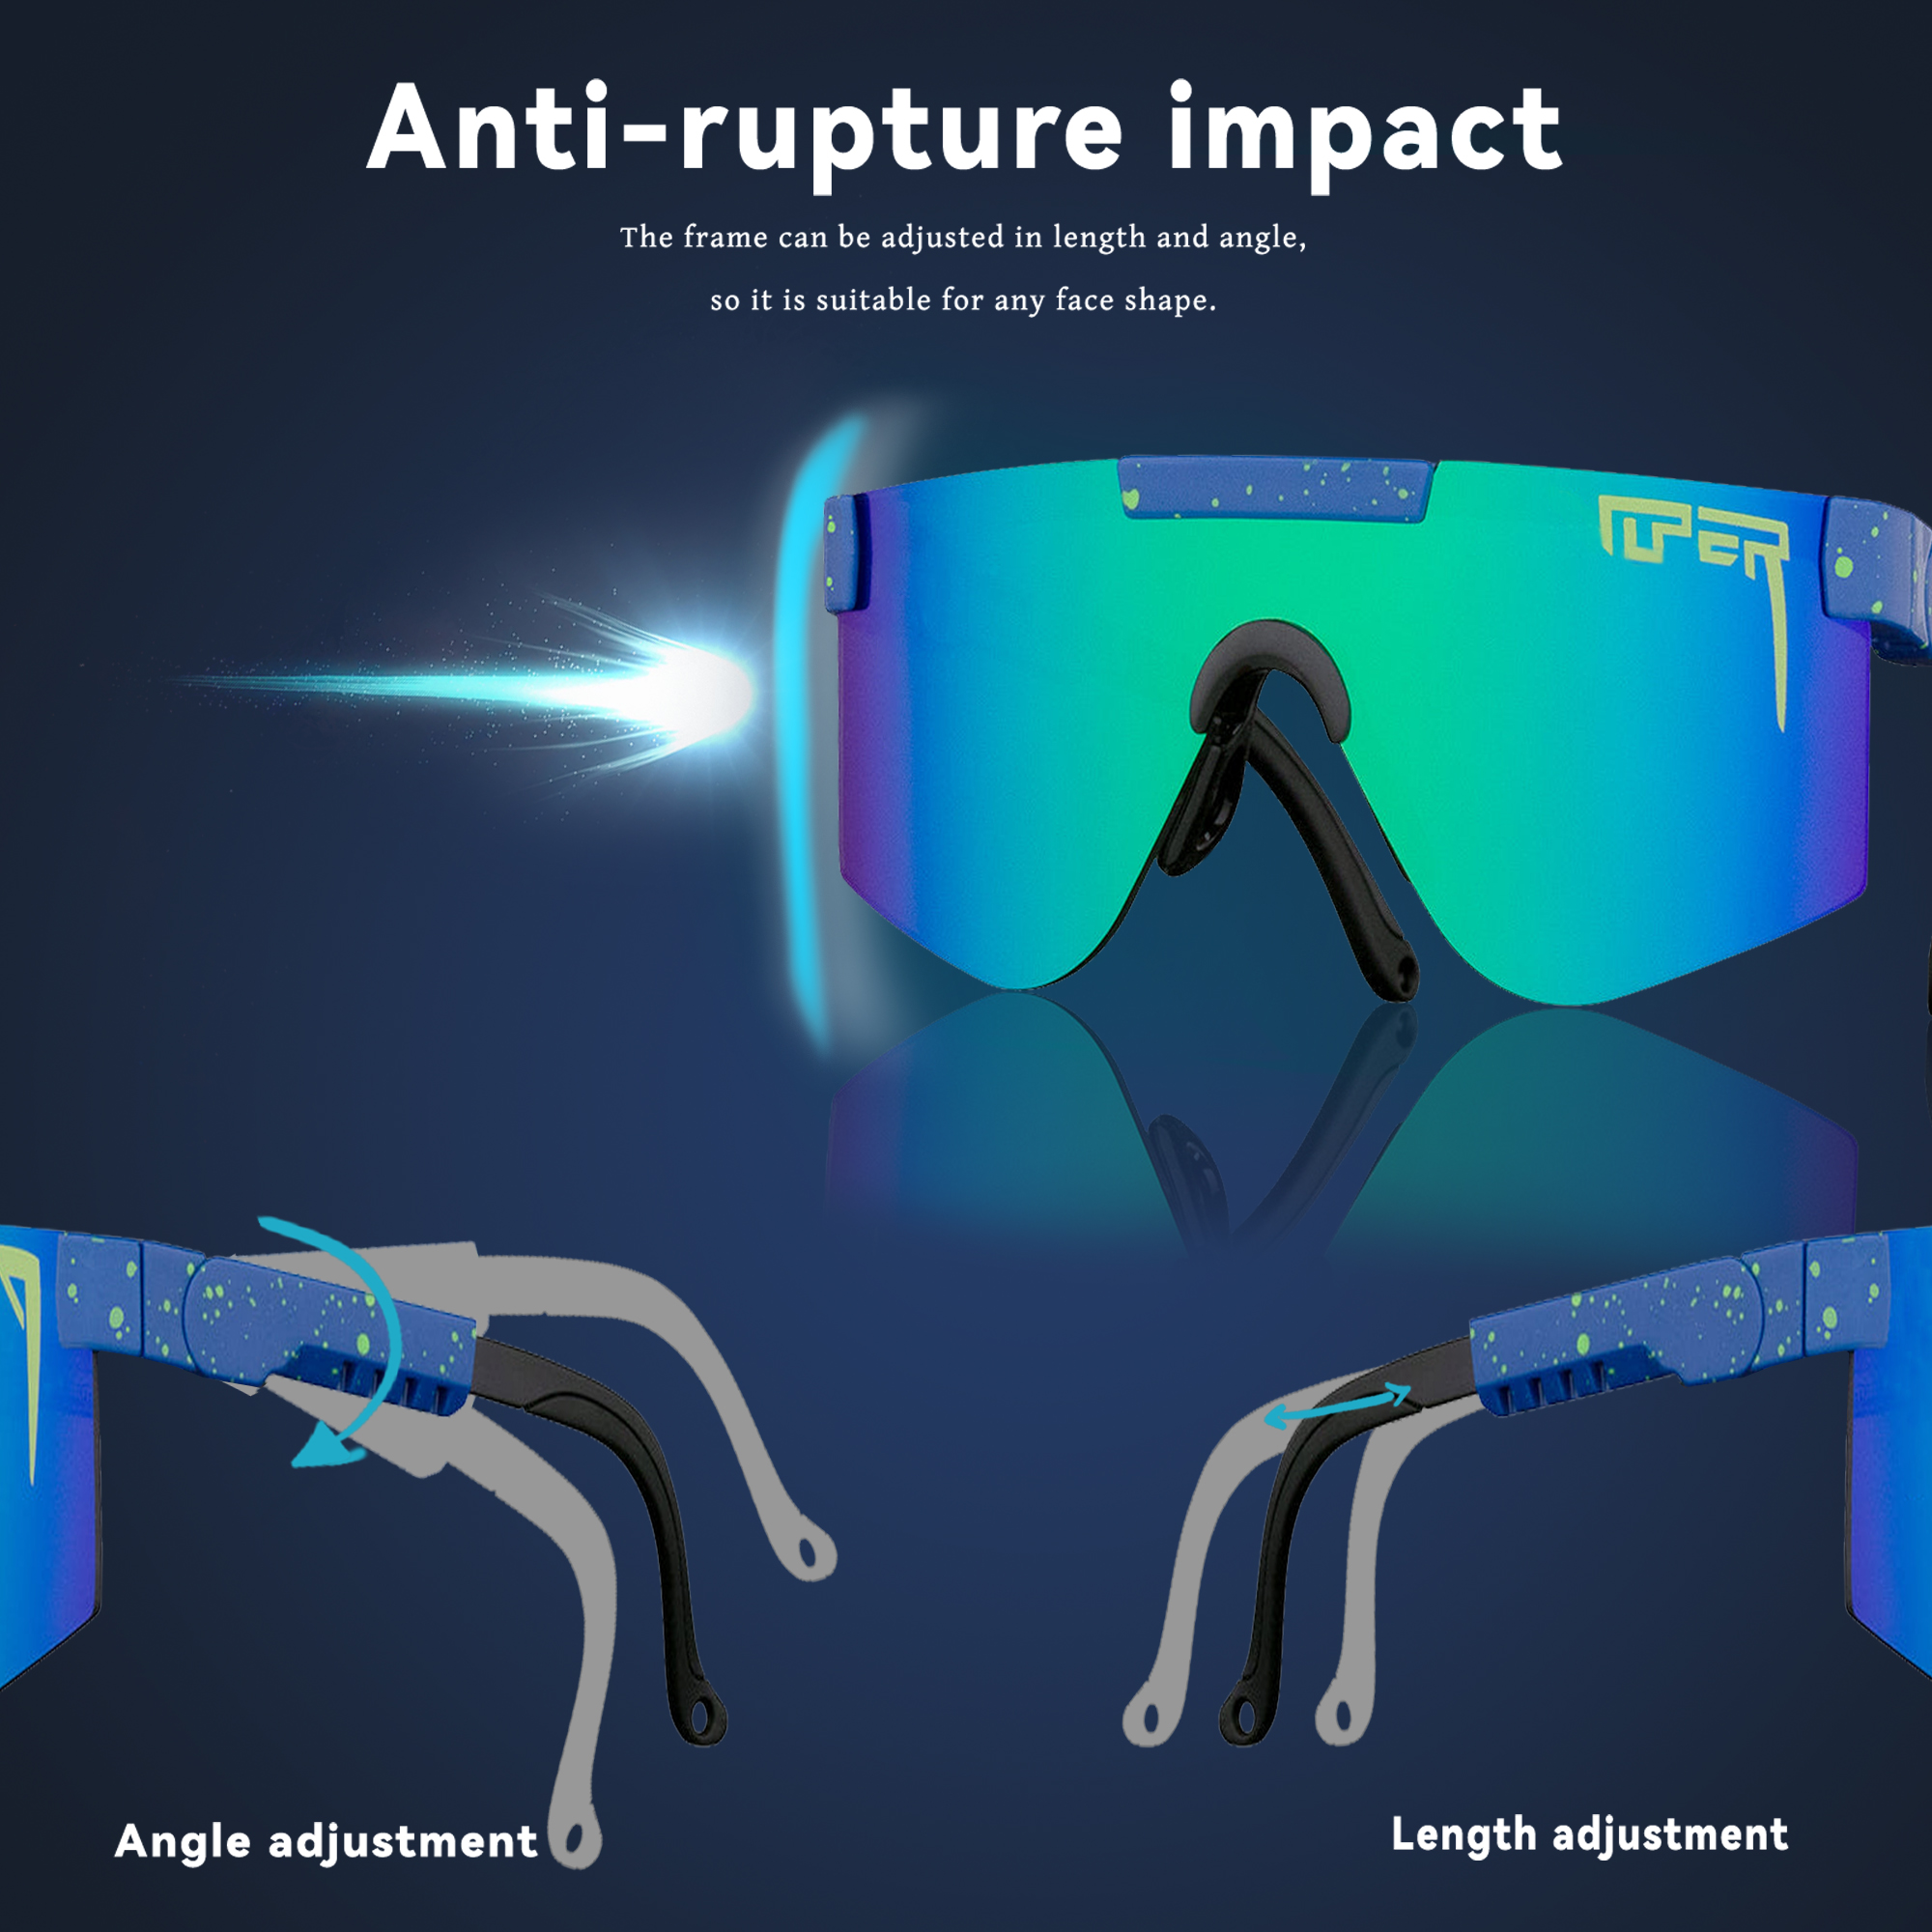 Anti-rupture impact
The frame can be adjusted in length and angle,
so it is suitable for any face shape.
Angle adjustment
Length adjustment